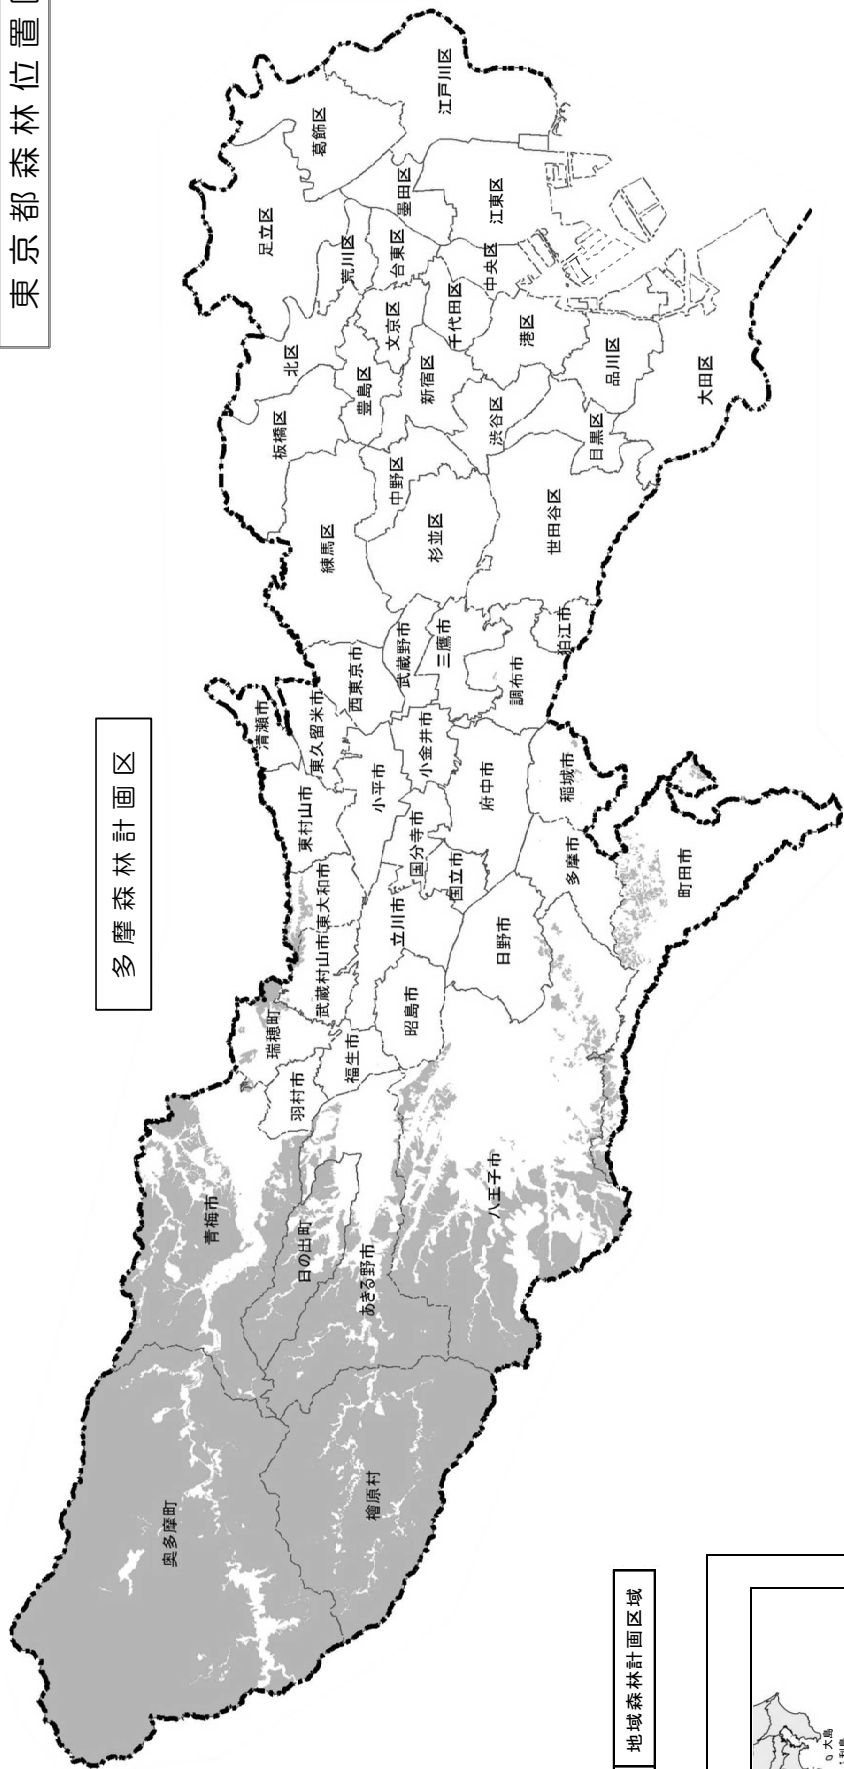 東京都森林位置
多摩森林計画区
奥多摩町
檜原村
青梅市
日の出町
あきる野市
八王子市
瑞穂町
羽村市
福生市
昭島市
武蔵村山市
東大和市
立川市
日野市
東村山市
清瀬市
東久留米市
小平市
国分寺市
国立市
小金井市
府中市
多摩市
稲城市
町田市
西東京市
武蔵野市
三鷹市
調布市
狛江市
練馬区
杉並区
世田谷区
板橋区
中野区
北区
豊島区
新宿区
渋谷区
目黒区
文京区
千代田区
港区
品川区
大田区
足立区
荒川区
台東区
中央区
葛飾区
墨田区
江東区
江戸川区
地域森林計画区域
大島
利島